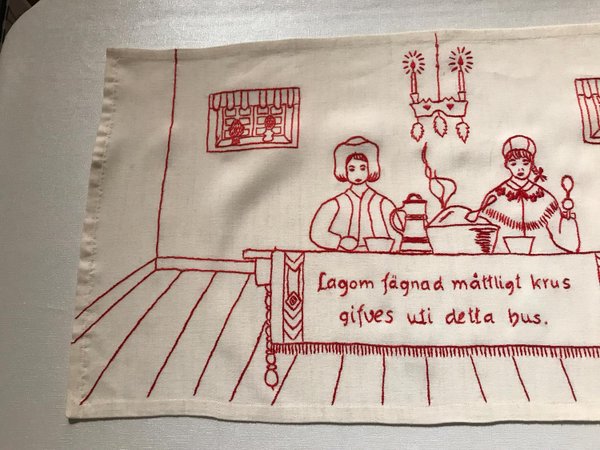 Lagom fägnad måttligt krus
gifves uti detta hus.